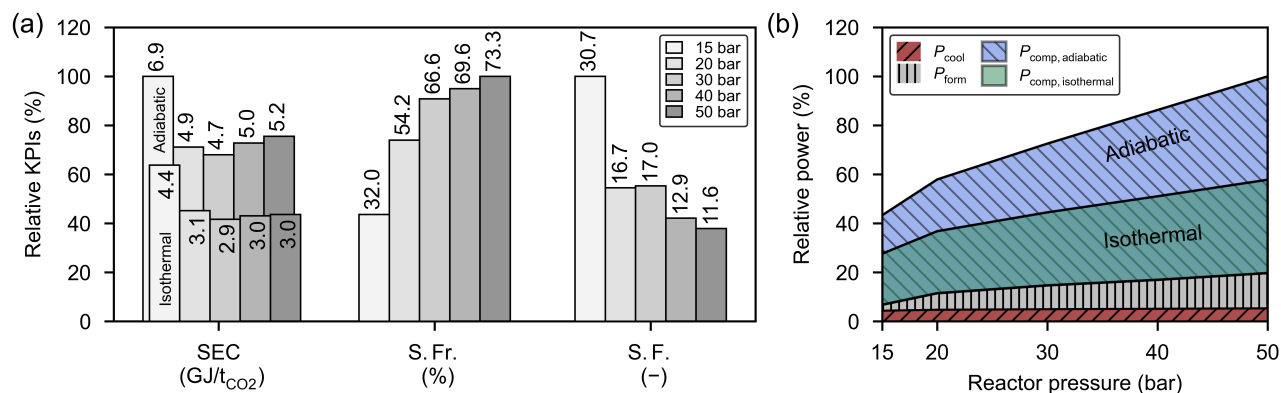 (a)
Relative KPIs (%)
120
100
80
60
40
20
0
6.9
Adiabatic
4.9
4.7
5.0
5.2
4.4
Isothermal
3.1
2.9
3.0
3.0
32.0
54.2
66.6
69.6
73.3
30.7
16.7
17.0
12.9
11.6
15 bar
20 bar
30 bar
40 bar
50 bar
SEC
(GJ/tCO2)
S. Fr.
(%)
S. F.
(−)
(b)
Relative power (%)
120
100
80
60
40
20
0
Pcool
Pform
Pcomp, adiabatic
Pcomp, isothermal
Adiabatic
Isothermal
15
20
30
40
50
Reactor pressure (bar)